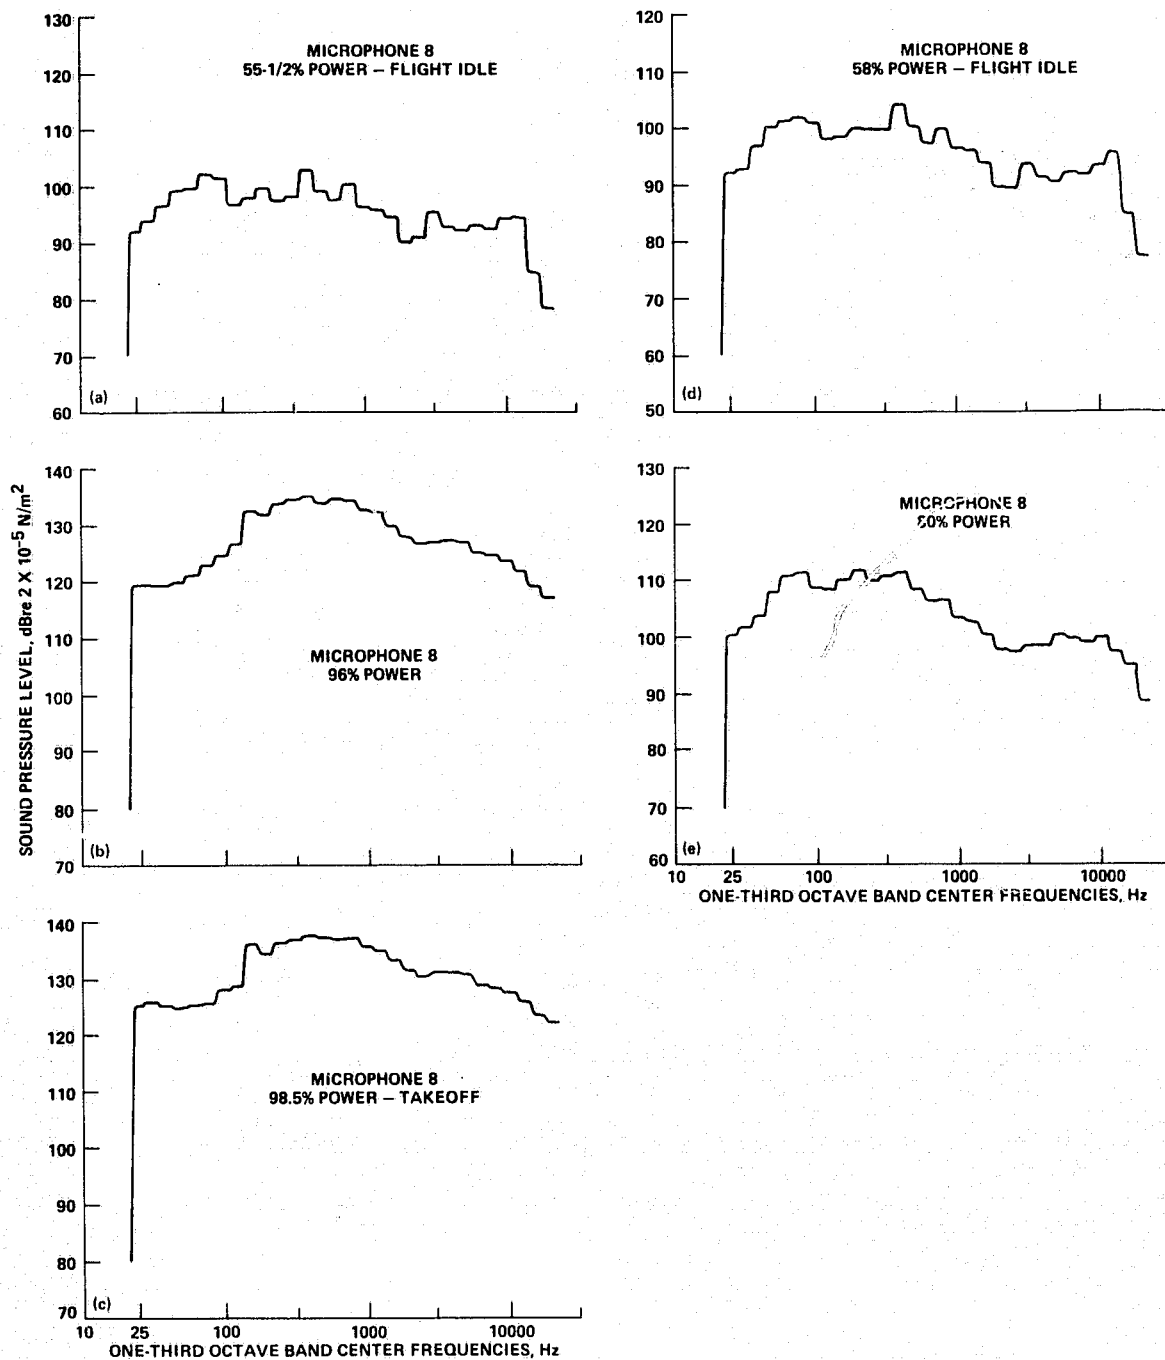 130
120
110
100
90
80
70
60
MICROPHONE 8
55-1/2% POWER – FLIGHT IDLE
(a)
120
110
100
90
80
70
60
50
MICROPHONE 8
58% POWER – FLIGHT IDLE
(d)
SOUND PRESSURE LEVEL, dBre 2 X 10⁻⁵ N/m²
140
130
120
110
100
90
80
70
MICROPHONE 8
96% POWER
(b)
130
120
110
100
90
80
70
60
MICROPHONE 8
POWER
(e)
10 25 100 1000 10000
ONE-THIRD OCTAVE BAND CENTER FREQUENCIES, Hz
140
130
120
110
100
90
80
70
MICROPHONE 8
98.5% POWER – TAKEOFF
(c)
10 25 100 1000 10000
ONE-THIRD OCTAVE BAND CENTER FREQUENCIES, Hz